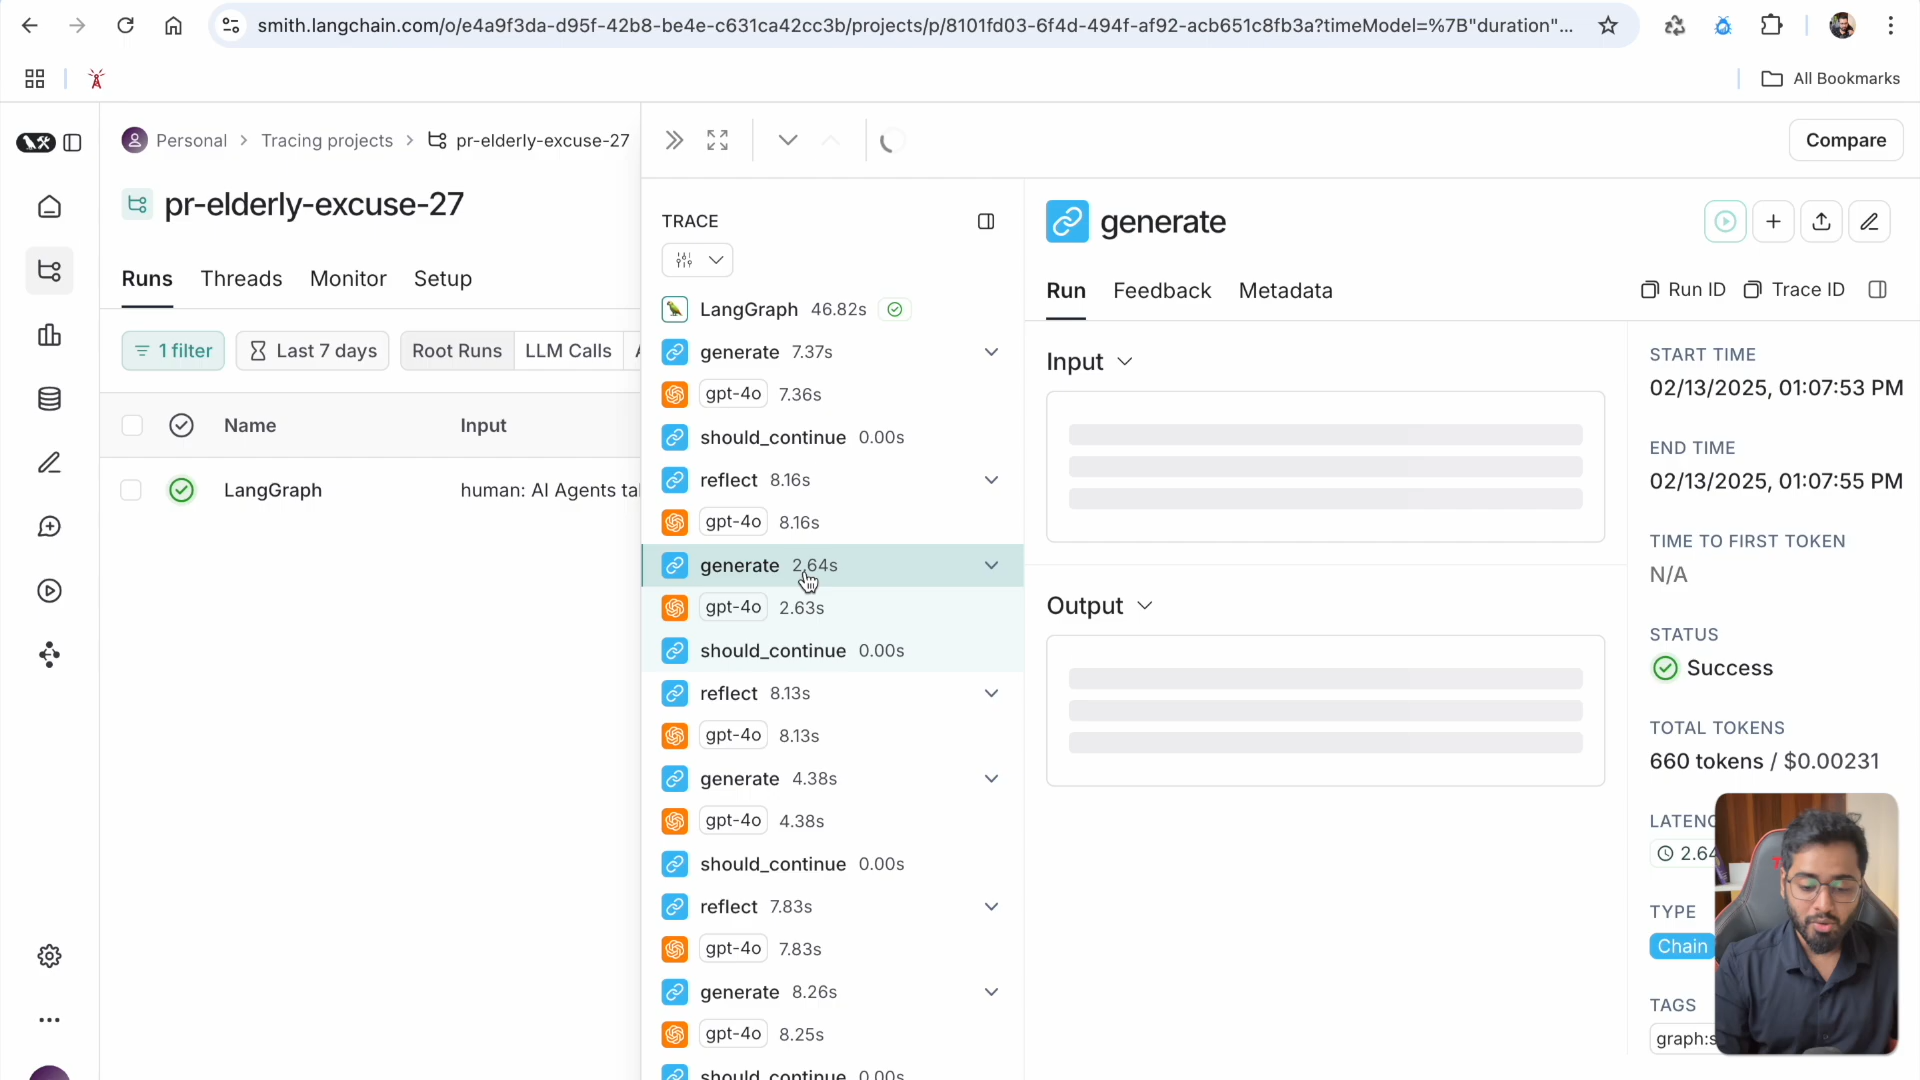 smith.langchain.com/o/e4a9f3da-d95f-42b8-be4e-c631ca42cc3b/projects/p/8101fd03-6f4d-494f-af92-acb651c8fb3a?timeModel=%7B"duration"...
All Bookmarks
Personal > Tracing projects > pr-elderly-excuse-27
Compare
pr-elderly-excuse-27
Runs Threads Monitor Setup
1 filter Last 7 days Root Runs LLM Calls
Name Input
LangGraph human: AI Agents ta
TRACE
LangGraph 46.82s
generate 7.37s
gpt-4o 7.36s
should_continue 0.00s
reflect 8.16s
gpt-4o 8.16s
generate 2.64s
gpt-4o 2.63s
should_continue 0.00s
reflect 8.13s
gpt-4o 8.13s
generate 4.38s
gpt-4o 4.38s
should_continue 0.00s
reflect 7.83s
gpt-4o 7.83s
generate 8.26s
gpt-4o 8.25s
should_continue 0.00s
generate
Run Feedback Metadata
Run ID Trace ID
Input
Output
START TIME
02/13/2025, 01:07:53 PM
END TIME
02/13/2025, 01:07:55 PM
TIME TO FIRST TOKEN
N/A
STATUS
Success
TOTAL TOKENS
660 tokens / $0.00231
LATENC
2.64
TYPE
Chain
TAGS
graph:s